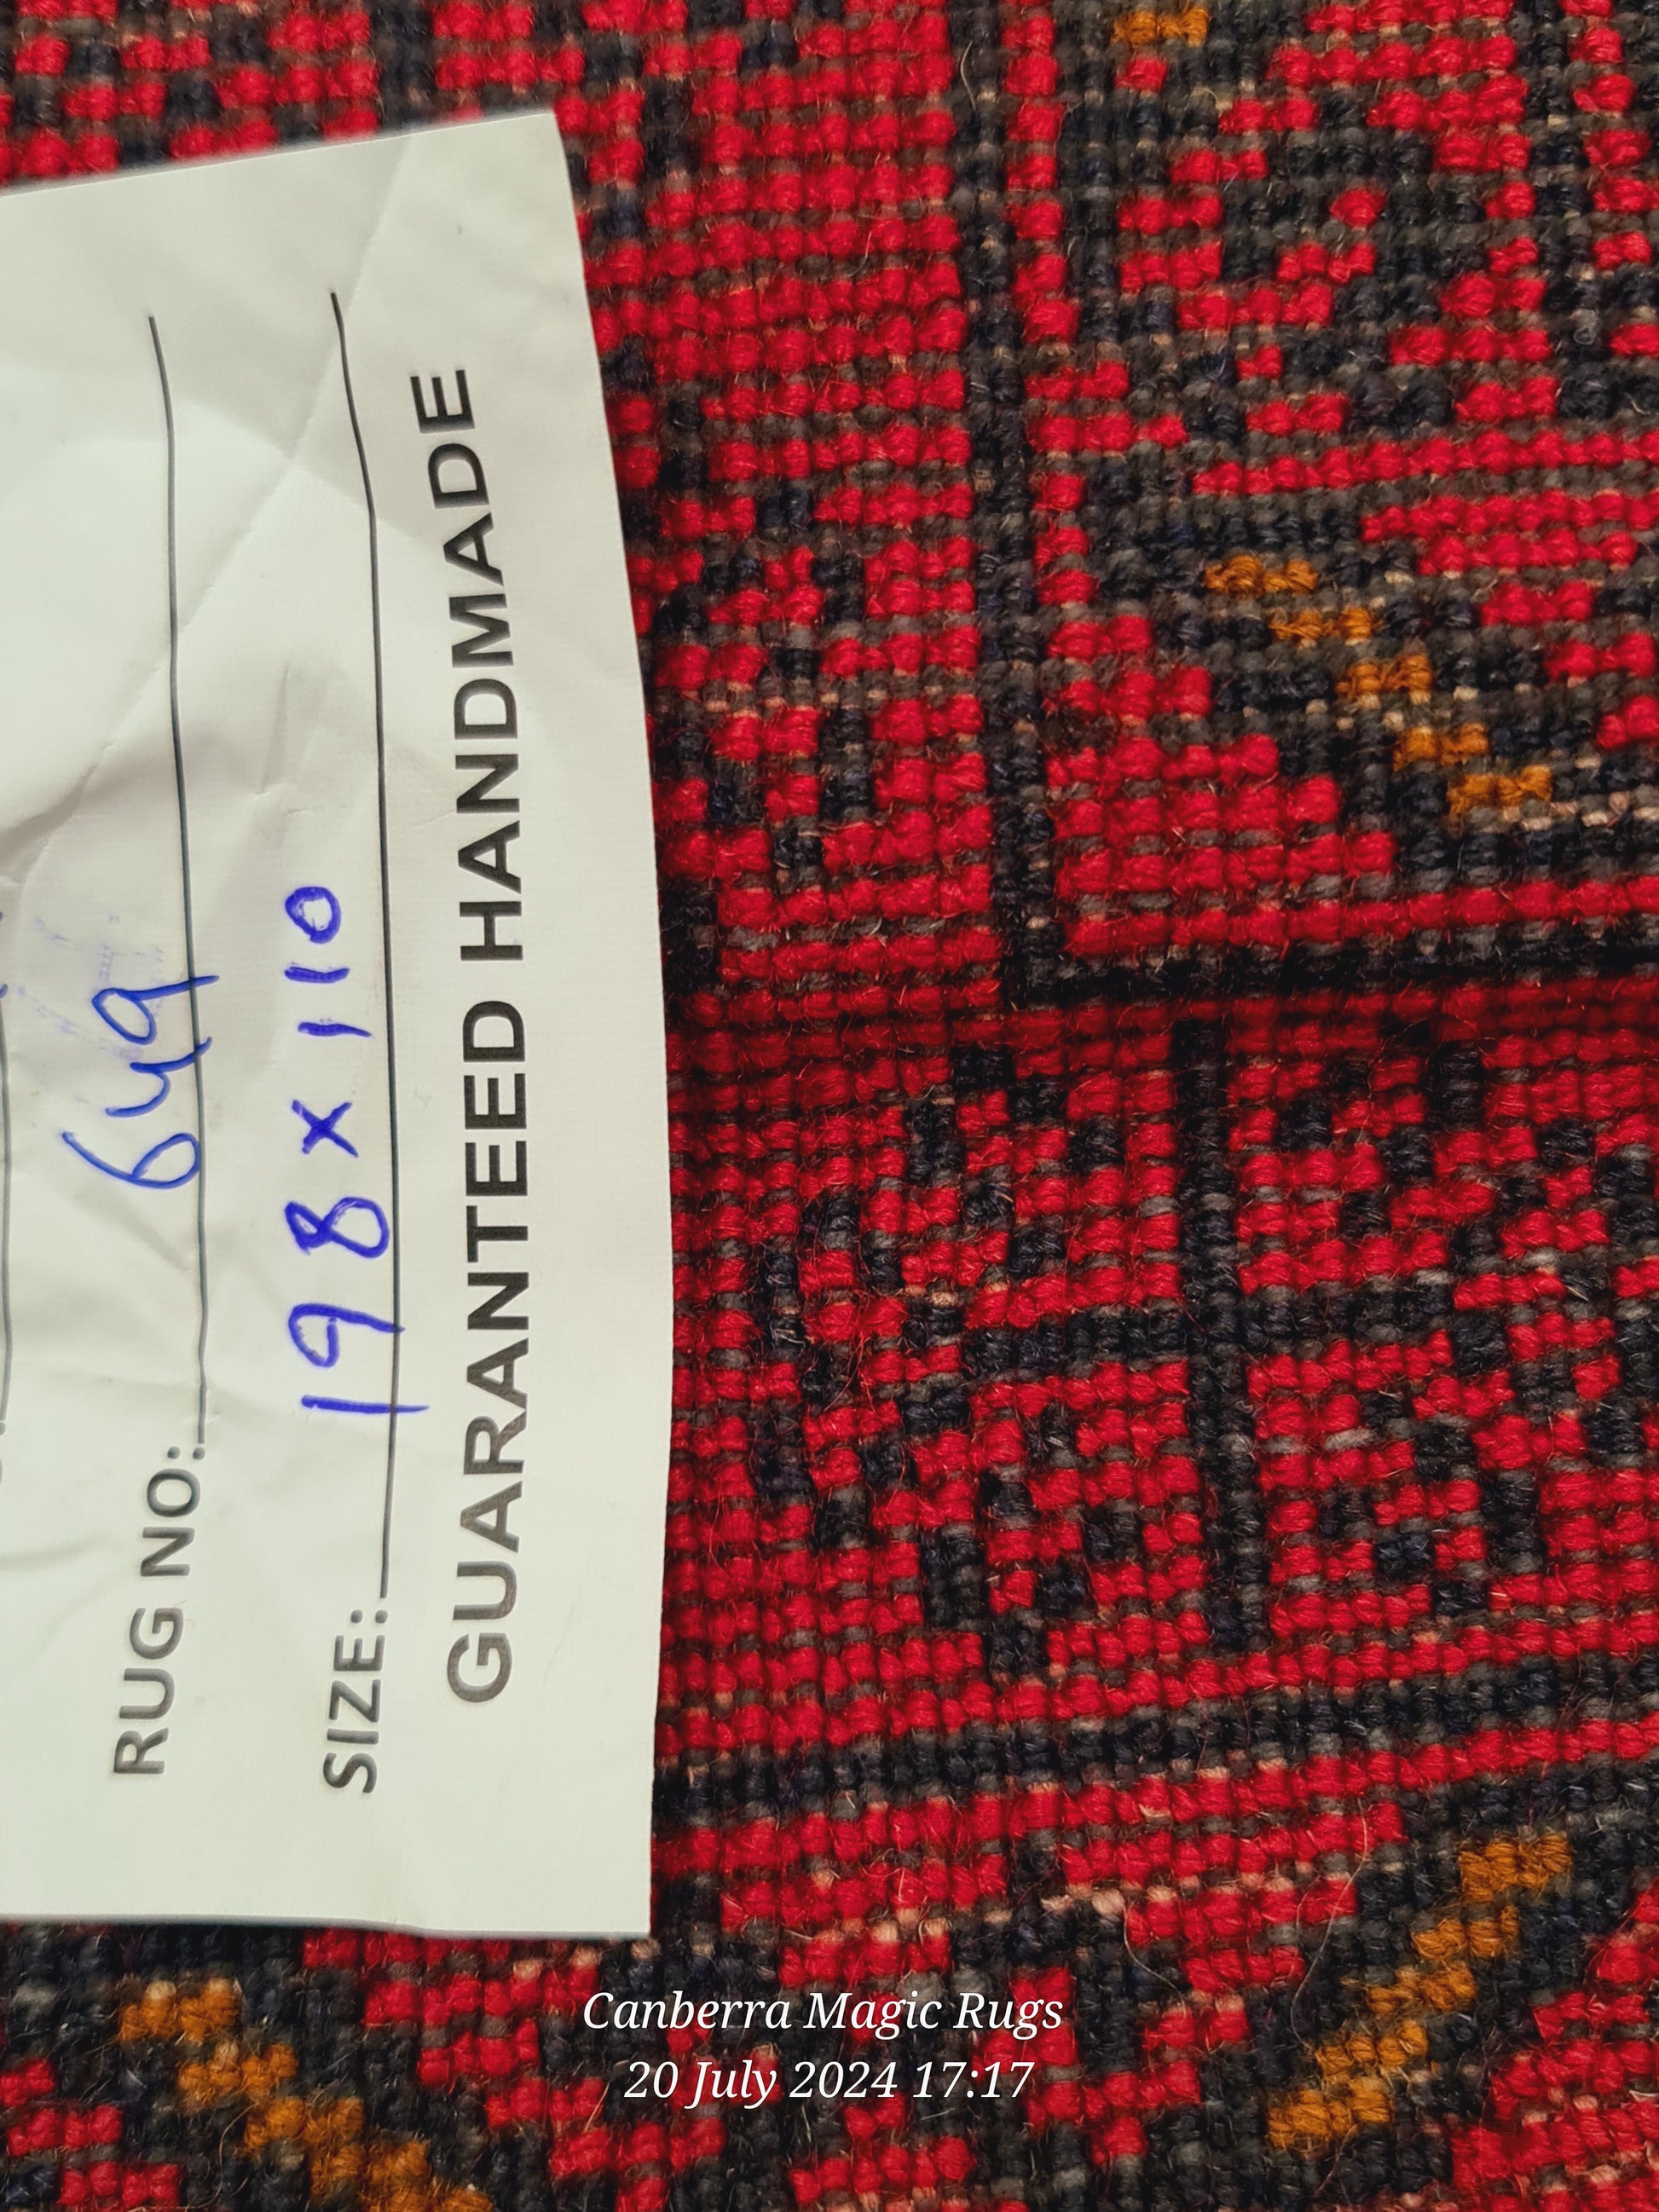 RUG NO: 649
SIZE: 198 x 110
GUARANTEED HANDMADE
Canberra Magic Rugs
20 July 2024 17:17